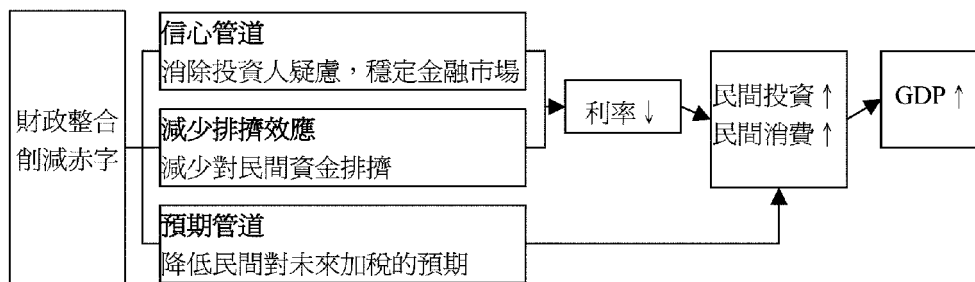 財政整合
削減赤字
信心管道
消除投資人疑慮，穩定金融市場
減少排擠效應
減少對民間資金排擠
預期管道
降低民間對未來加稅的預期
利率↓
民間投資↑
民間消費↑
GDP↑